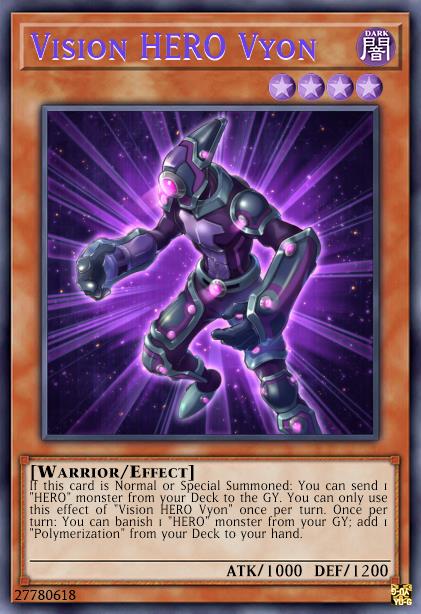 Vision HERO Vyon
DARK
闇
[Warrior/Effect]
If this card is Normal or Special Summoned: You can send 1
"HERO" monster from your Deck to the GY. You can only use
this effect of "Vision HERO Vyon" once per turn. Once per
turn: You can banish 1 "HERO" monster from your GY; add 1
"Polymerization" from your Deck to your hand.
ATK/1000 DEF/1200
27780618